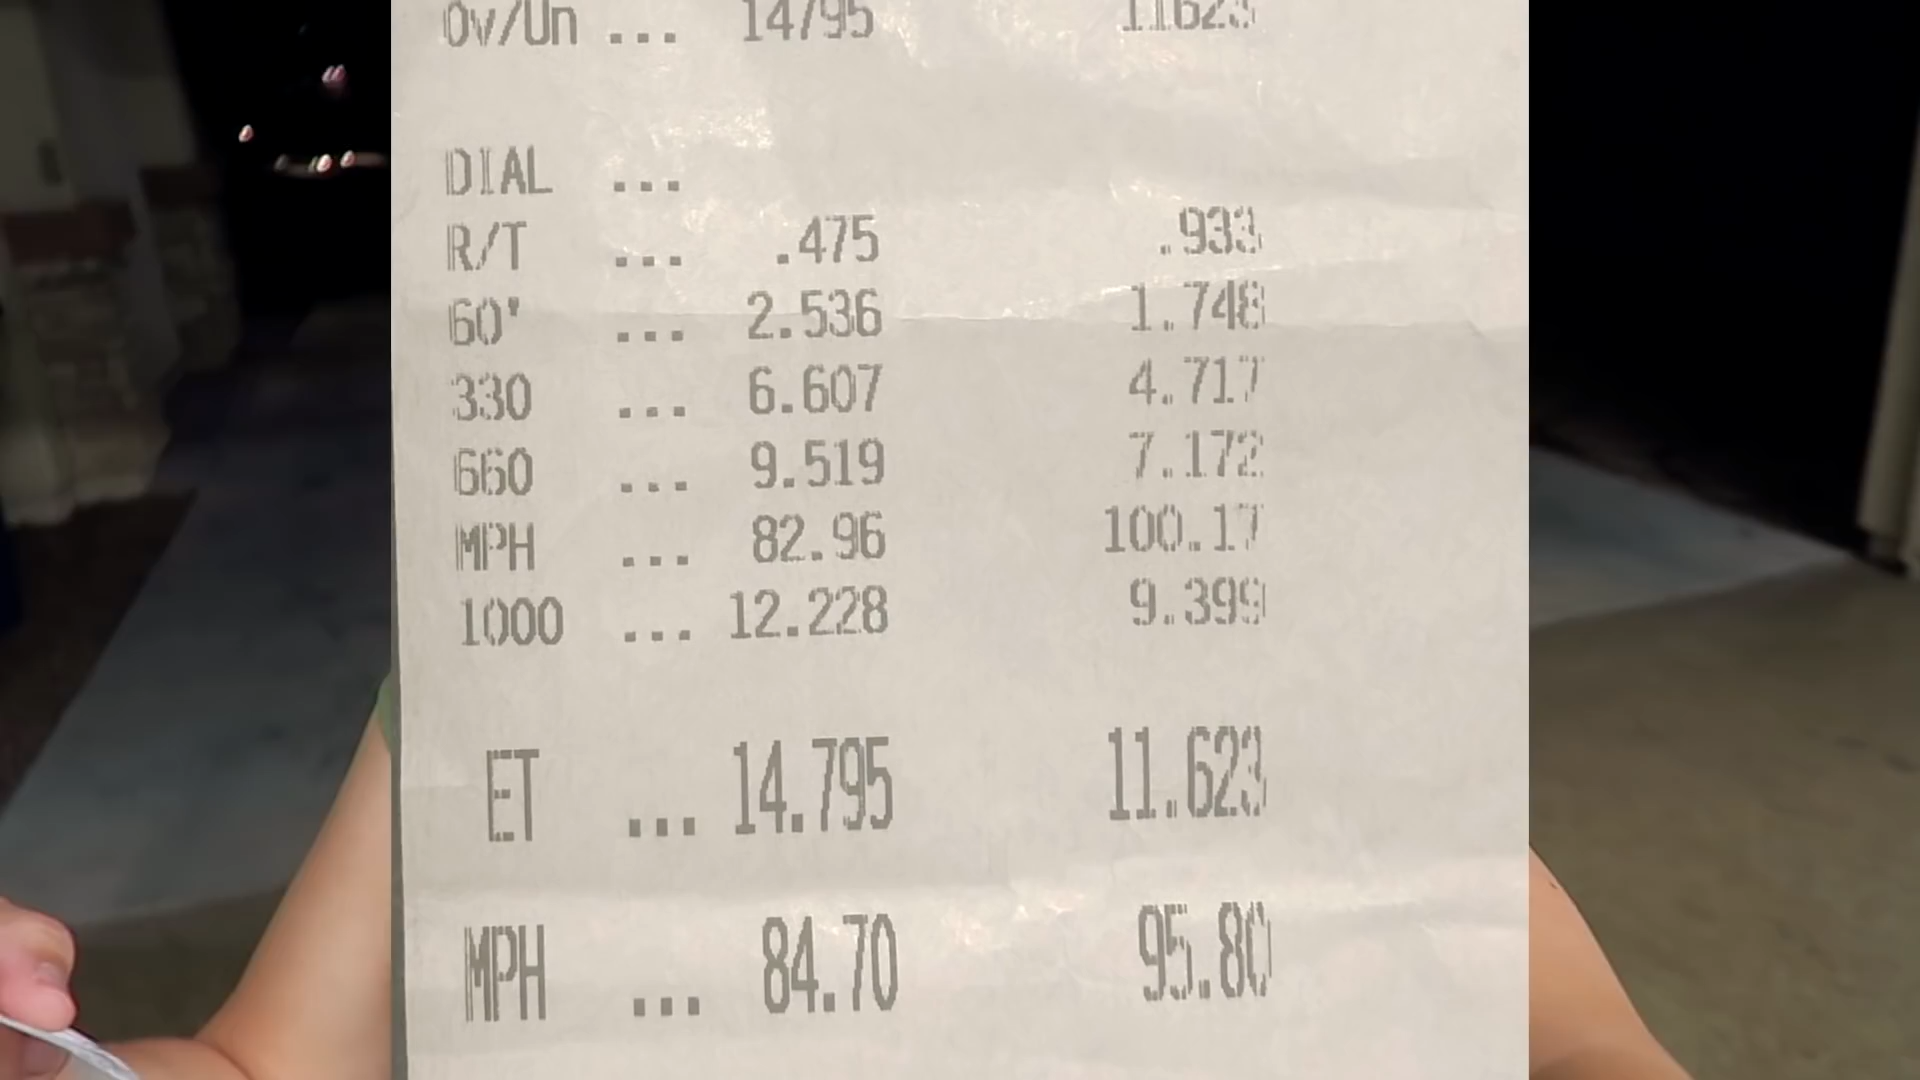 Ov/Un ... 14795 11623
DIAL ...
R/T ... .475 .933
60' ... 2.536 1.748
330 ... 6.607 4.717
660 ... 9.519 7.172
MPH ... 82.96 100.17
1000 ... 12.228 9.399
ET ... 14.795 11.623
MPH ... 84.70 95.80